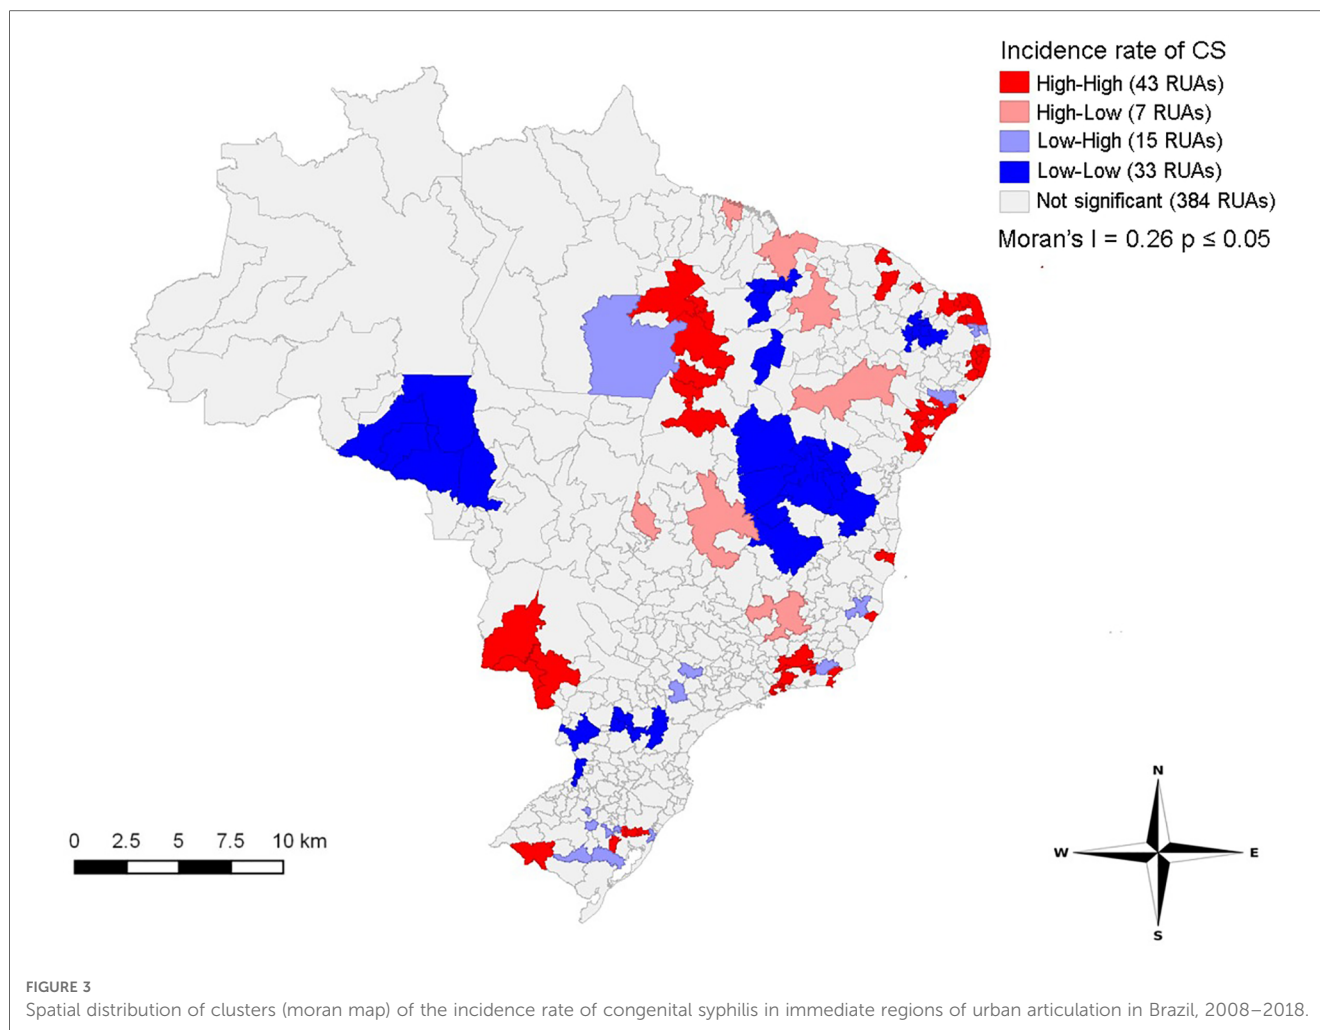 Incidence rate of CS
High-High (43 RUAs)
High-Low (7 RUAs)
Low-High (15 RUAs)
Low-Low (33 RUAs)
Not significant (384 RUAs)
Moran's I = 0.26 p ≤ 0.05
0 2.5 5 7.5 10 km
N
W E
S
FIGURE 3
Spatial distribution of clusters (moran map) of the incidence rate of congenital syphilis in immediate regions of urban articulation in Brazil, 2008–2018.